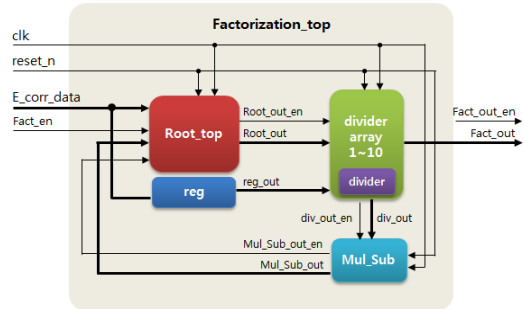 Factorization_top
clk
reset_n
E_corr_data
Fact_en
Root_top
Root_out_en
Root_out
divider
array
1~10
divider
Fact_out_en
Fact_out
reg
reg_out
div_out_en
div_out
Mul_Sub_out_en
Mul_Sub_out
Mul_Sub